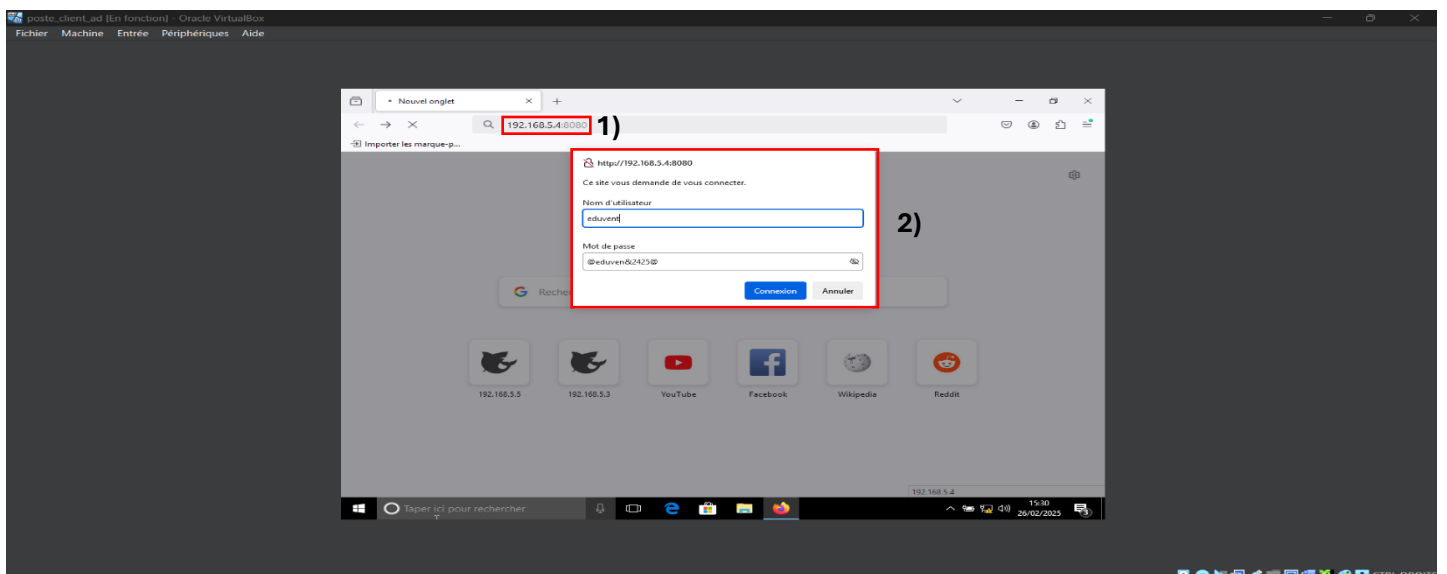 poste_client_ad [En fonction] - Oracle VirtualBox
Fichier Machine Entrée Périphériques Aide
Nouvel onglet
192.168.5.4:8080 1)
Importer les marque-p...
http://192.168.5.4:8080
Ce site vous demande de vous connecter.
Nom d'utilisateur
eduvent
2)
Mot de passe
@eduven&2425@
G Recher
Connexion Annuler
192.168.5.5 192.168.5.3 YouTube Facebook Wikipedia Reddit
192.168.5.4
Taper ici pour rechercher
15:30
26/02/2025
3
CTRL DROITE